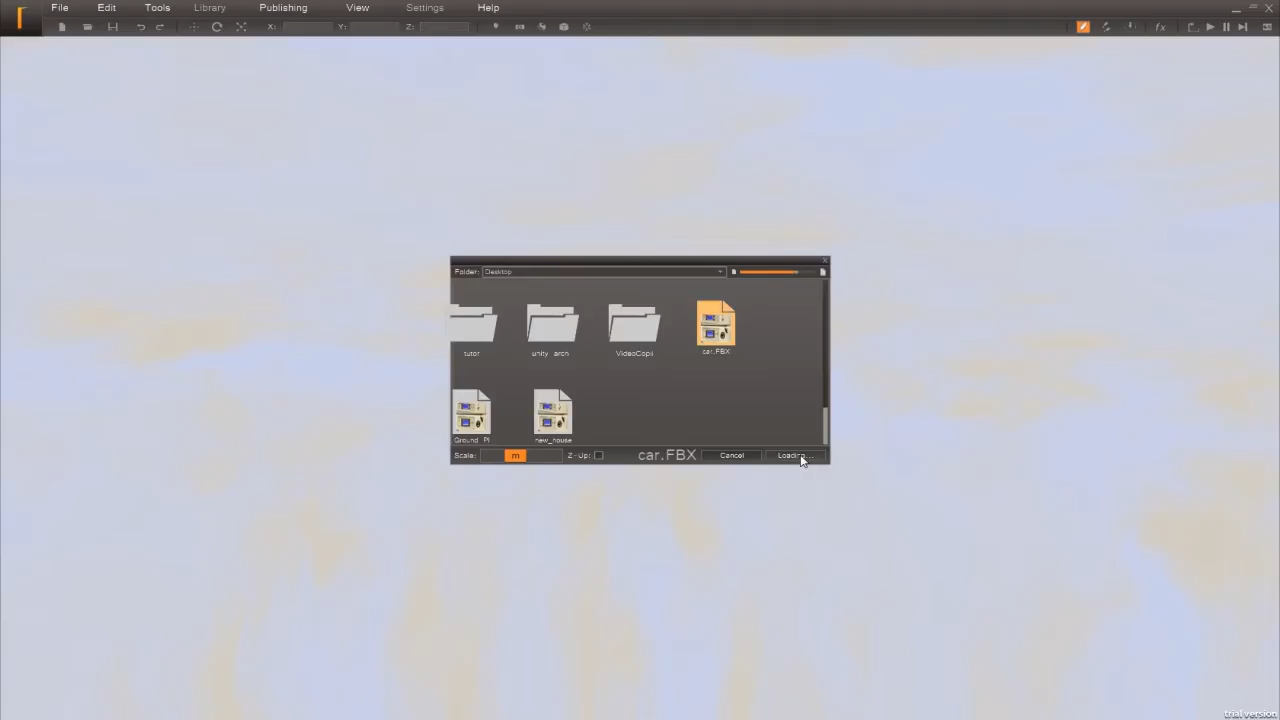 File Edit Tools Library Publishing View Settings Help
X: Y: Z: fx
Folder: Desktop
tutor unity_arch VideoCopil car.FBX
Ground_Pl new_house
Scale: m Z-Up: car.FBX Cancel Loading...
trial version